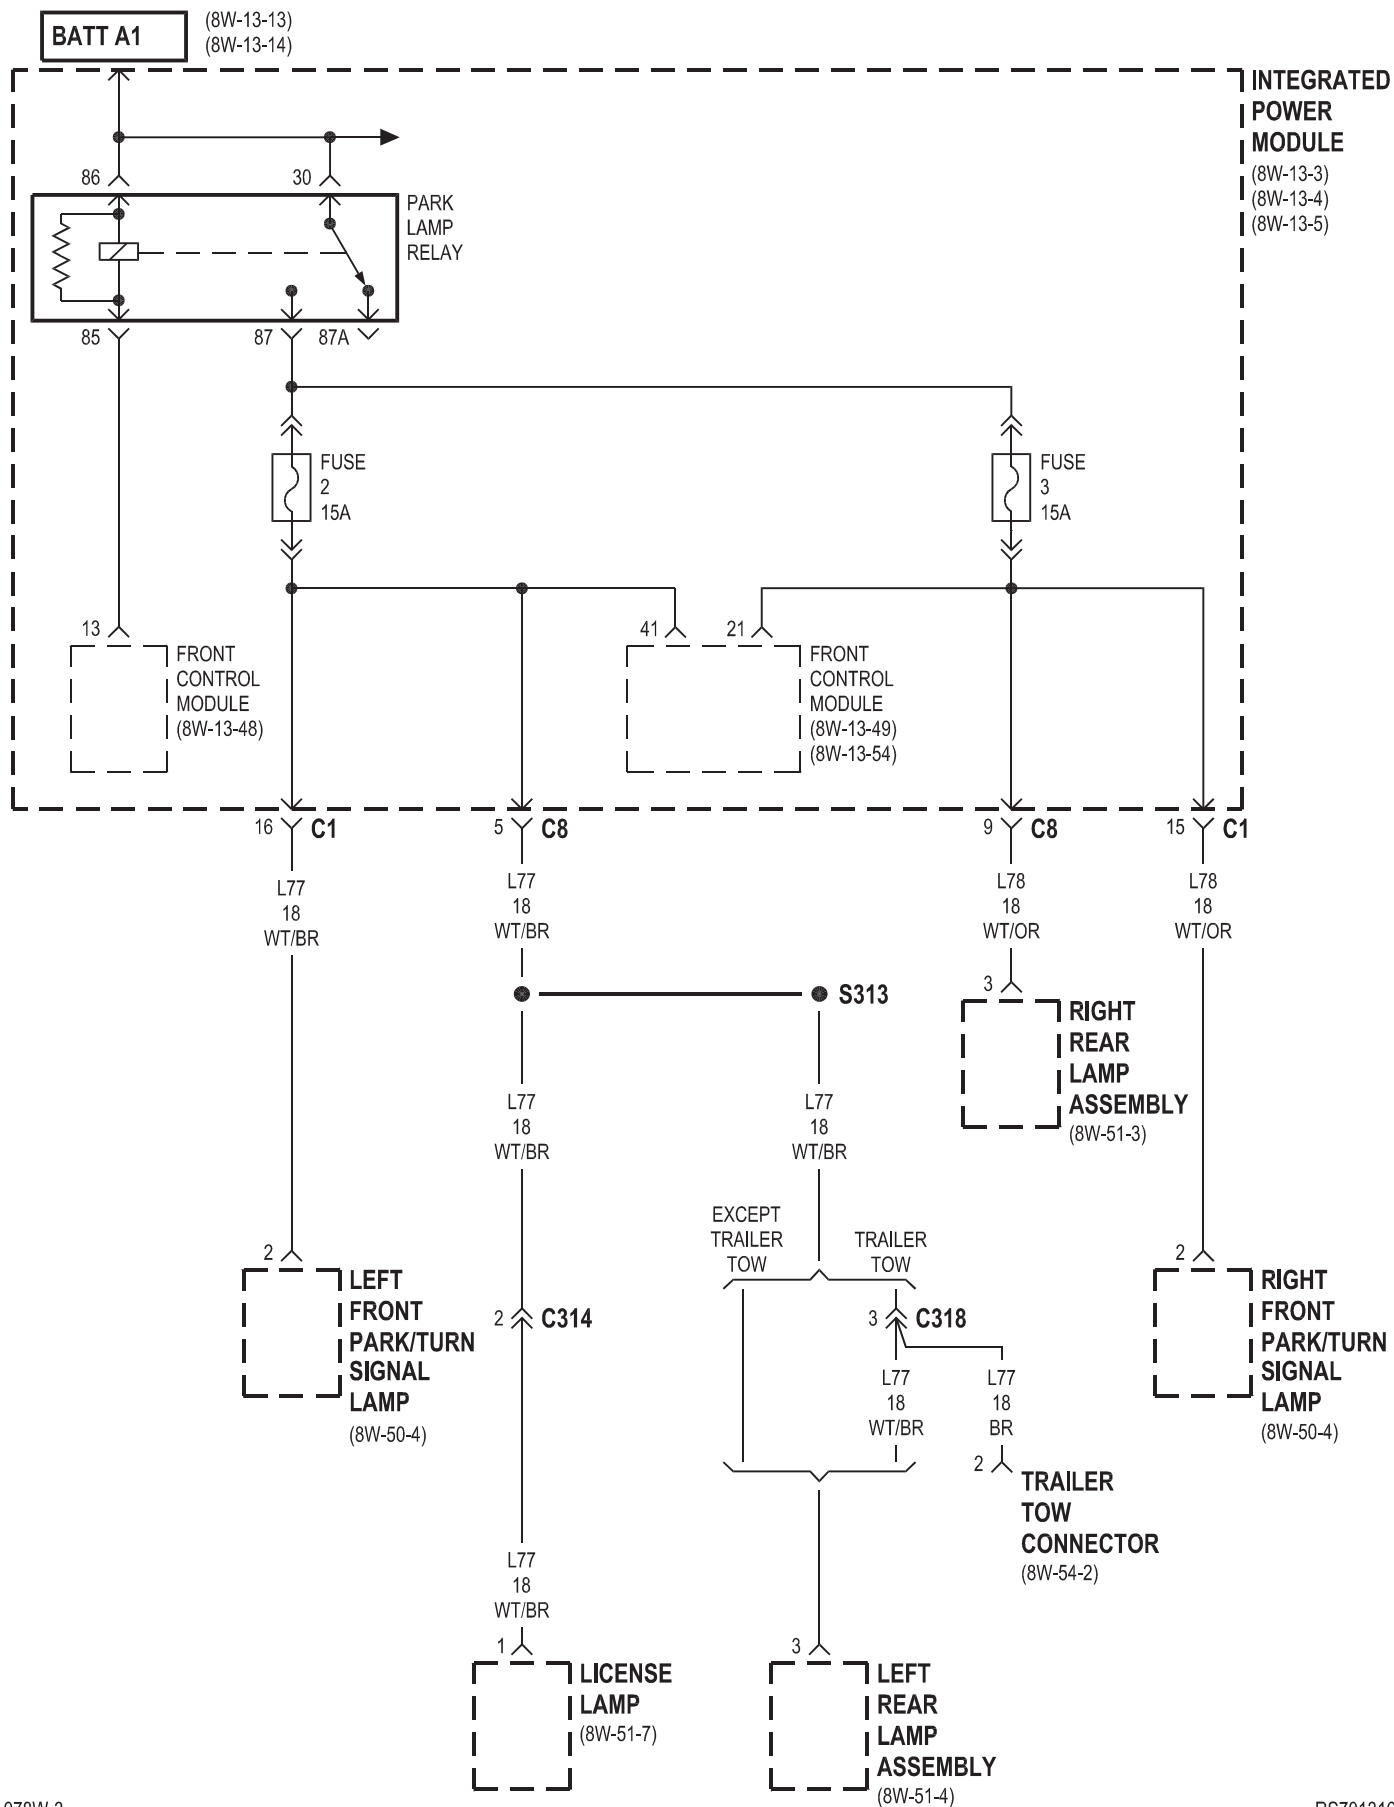 BATT A1
(8W-13-13)
(8W-13-14)
INTEGRATED
POWER
MODULE
(8W-13-3)
(8W-13-4)
(8W-13-5)
86
30
PARK
LAMP
RELAY
85
87
87A
FUSE
2
15A
FUSE
3
15A
13
FRONT
CONTROL
MODULE
(8W-13-48)
41
21
FRONT
CONTROL
MODULE
(8W-13-49)
(8W-13-54)
16
C1
5
C8
9
C8
15
C1
L77
18
WT/BR
L77
18
WT/BR
L78
18
WT/OR
L78
18
WT/OR
S313
3
RIGHT
REAR
LAMP
ASSEMBLY
(8W-51-3)
L77
18
WT/BR
L77
18
WT/BR
EXCEPT
TRAILER
TOW
TRAILER
TOW
2
LEFT
FRONT
PARK/TURN
SIGNAL
LAMP
(8W-50-4)
2
C314
3
C318
2
RIGHT
FRONT
PARK/TURN
SIGNAL
LAMP
(8W-50-4)
L77
18
WT/BR
L77
18
BR
2
TRAILER
TOW
CONNECTOR
(8W-54-2)
L77
18
WT/BR
1
LICENSE
LAMP
(8W-51-7)
3
LEFT
REAR
LAMP
ASSEMBLY
(8W-51-4)